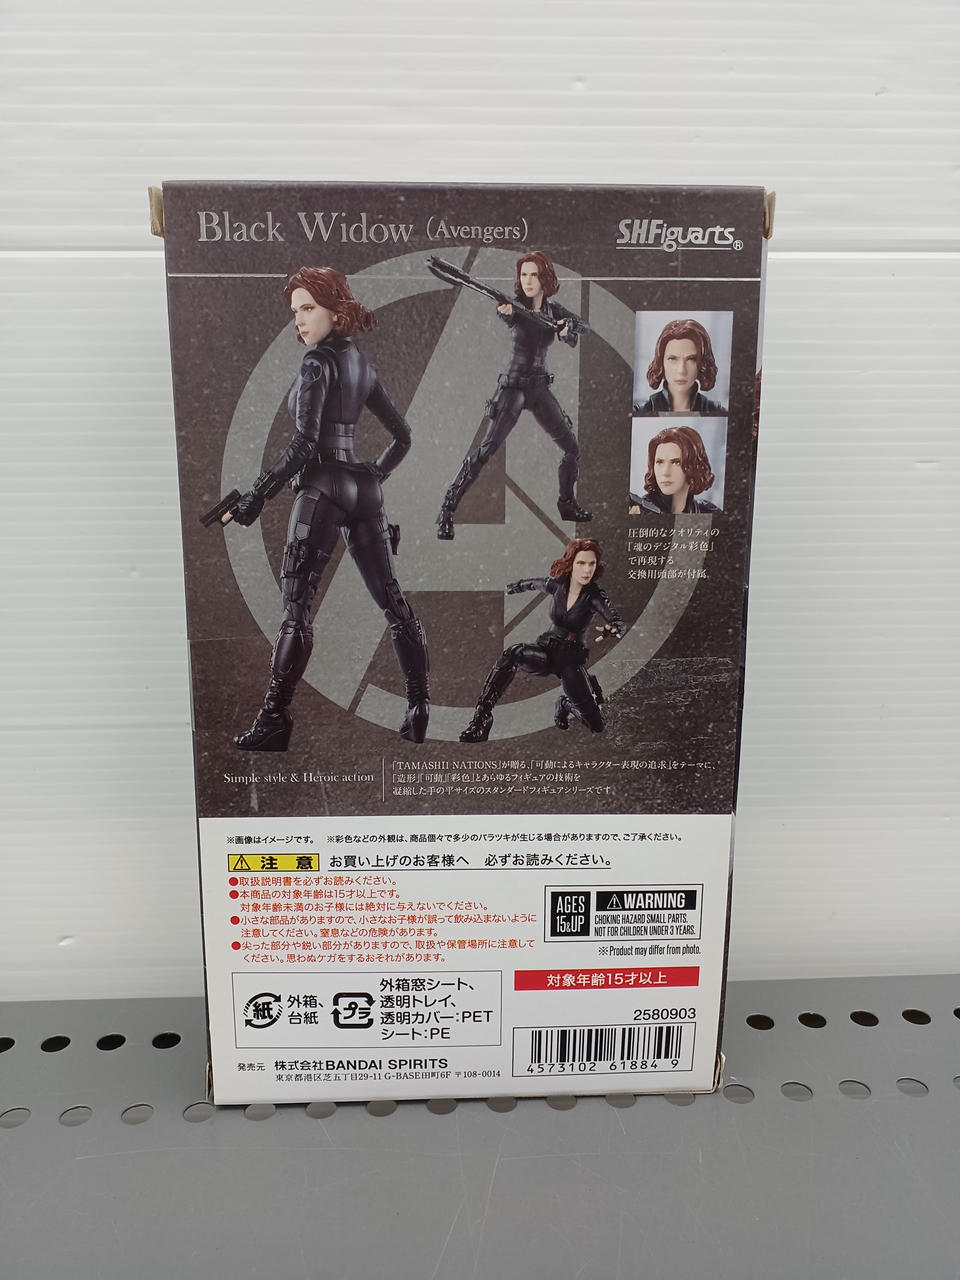 Black Widow (Avengers)
S.H.Figuarts®
圧倒的なクオリティの
「魂のデジタル彩色」
で再現する
交換用頭部が付属。
Simple style & Heroic action
「TAMASHII NATIONS」が贈る、「可動によるキャラクター表現の追求」をテーマに、
「造形」「可動」「彩色」とあらゆるフィギュアの技術を
凝縮した手の平サイズのスタンダードフィギュアシリーズです。
※画像はイメージです。 ※彩色などの外観は、商品個々で多少のバラツキが生じる場合がありますので、ご了承ください。
注 意 お買い上げのお客様へ 必ずお読みください。
●取扱説明書を必ずお読みください。
●本商品の対象年齢は15才以上です。
対象年齢未満のお子様には絶対に与えないでください。
●小さな部品がありますので、小さなお子様が誤って飲み込まないように
注意してください。窒息などの危険があります。
●尖った部分や鋭い部分がありますので、取扱や保管場所に注意して
ください。思わぬケガをするおそれがあります。
AGES
15&UP
WARNING
CHOKING HAZARD SMALL PARTS.
NOT FOR CHILDREN UNDER 3 YEARS.
※Product may differ from photo.
対象年齢15才以上
紙
外箱、
台紙
プラ
外箱窓シート、
透明トレイ、
透明カバー：PET
シート：PE
2580903
4573102 618849
発売元 株式会社BANDAI SPIRITS
東京都港区芝五丁目29-11 G-BASE田町6F 〒108-0014